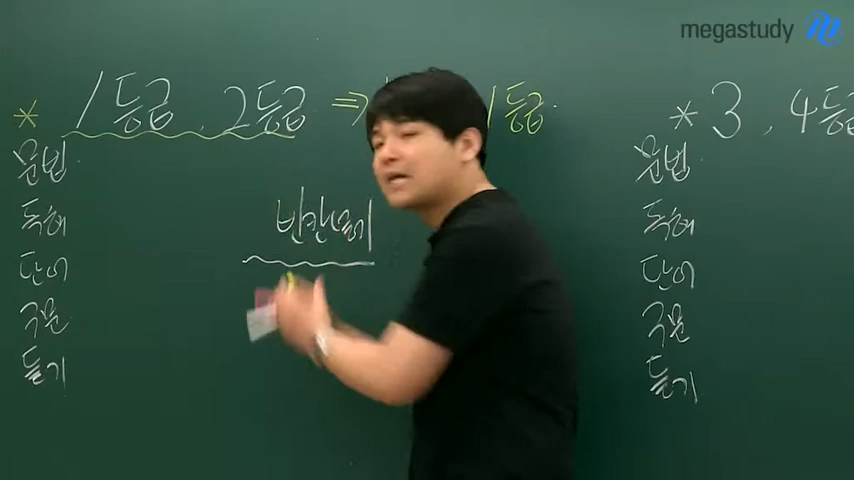 megastudy
* 1등급, 2등급 ⇒ 1등급.
* 3, 4등급
문법
독해
단어
구문
듣기
문법
독해
단어
구문
듣기